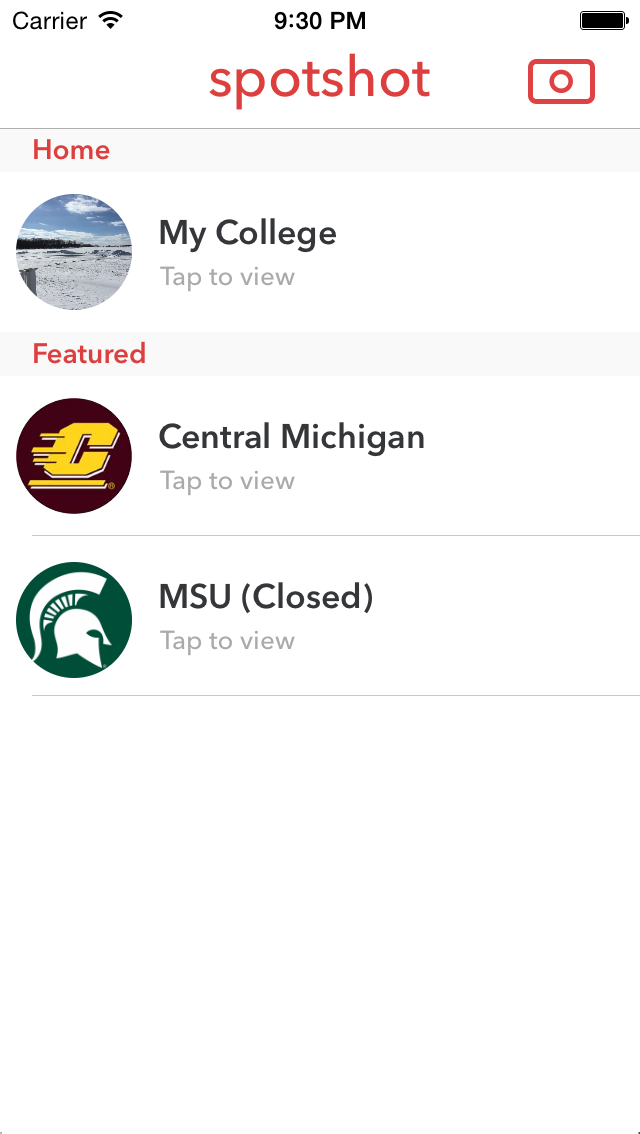 Carrier 9:30 PM
spotshot
Home
My College
Tap to view
Featured
Central Michigan
Tap to view
C
®
MSU (Closed)
Tap to view